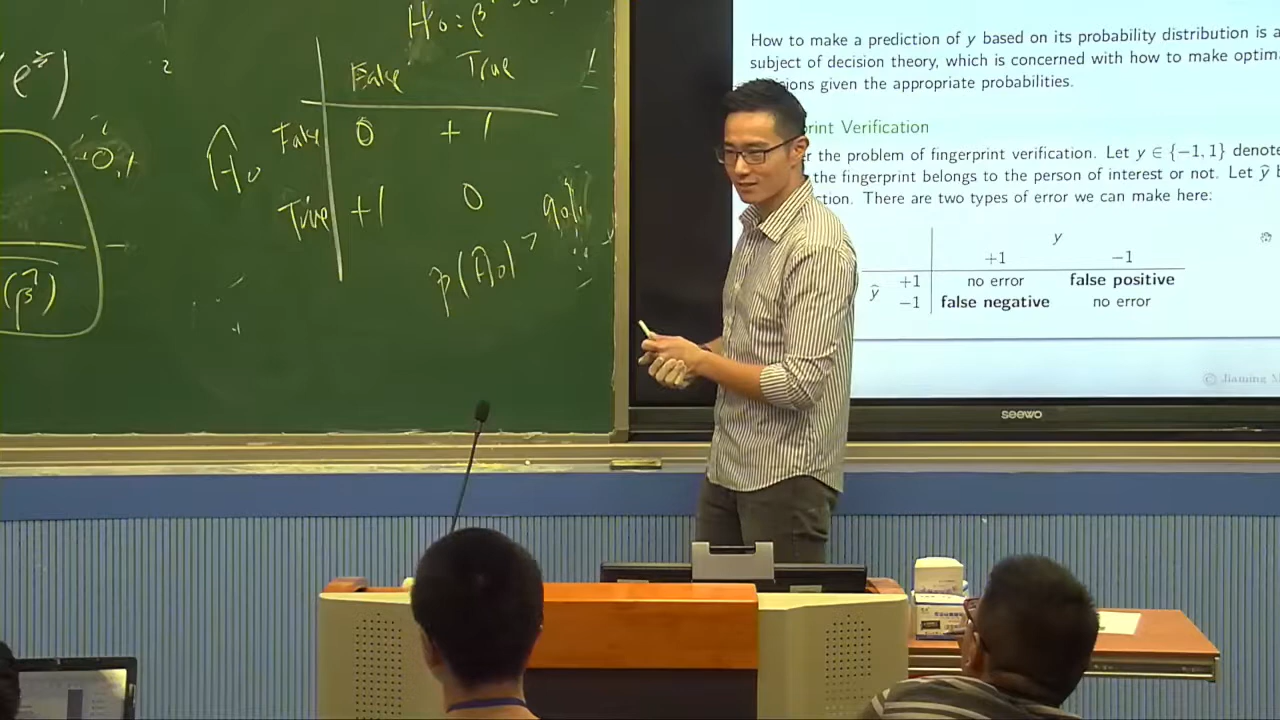 H₀ : β
False True
Ĥ₀ False 0 +1
True +1 0
p(Ĥ₀) > 90%
How to make a prediction of y based on its probability distribution is a
subject of decision theory, which is concerned with how to make optim
ions given the appropriate probabilities.
rint Verification
r the problem of fingerprint verification. Let y ∈ {−1, 1} denot
the fingerprint belongs to the person of interest or not. Let ŷ b
ction. There are two types of error we can make here:
y
+1 −1
ŷ +1 no error false positive
−1 false negative no error
© Jiaming M
seewo